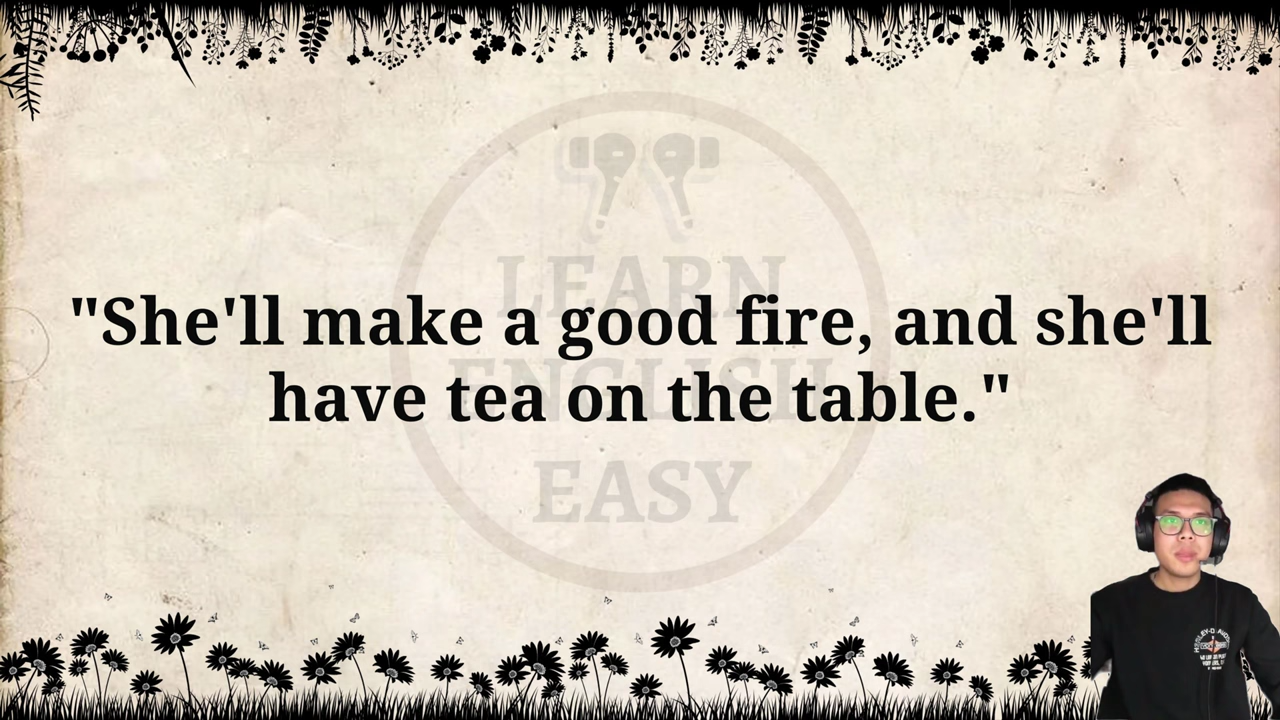 LEARN
ENGLISH
EASY
"She'll make a good fire, and she'll
have tea on the table."